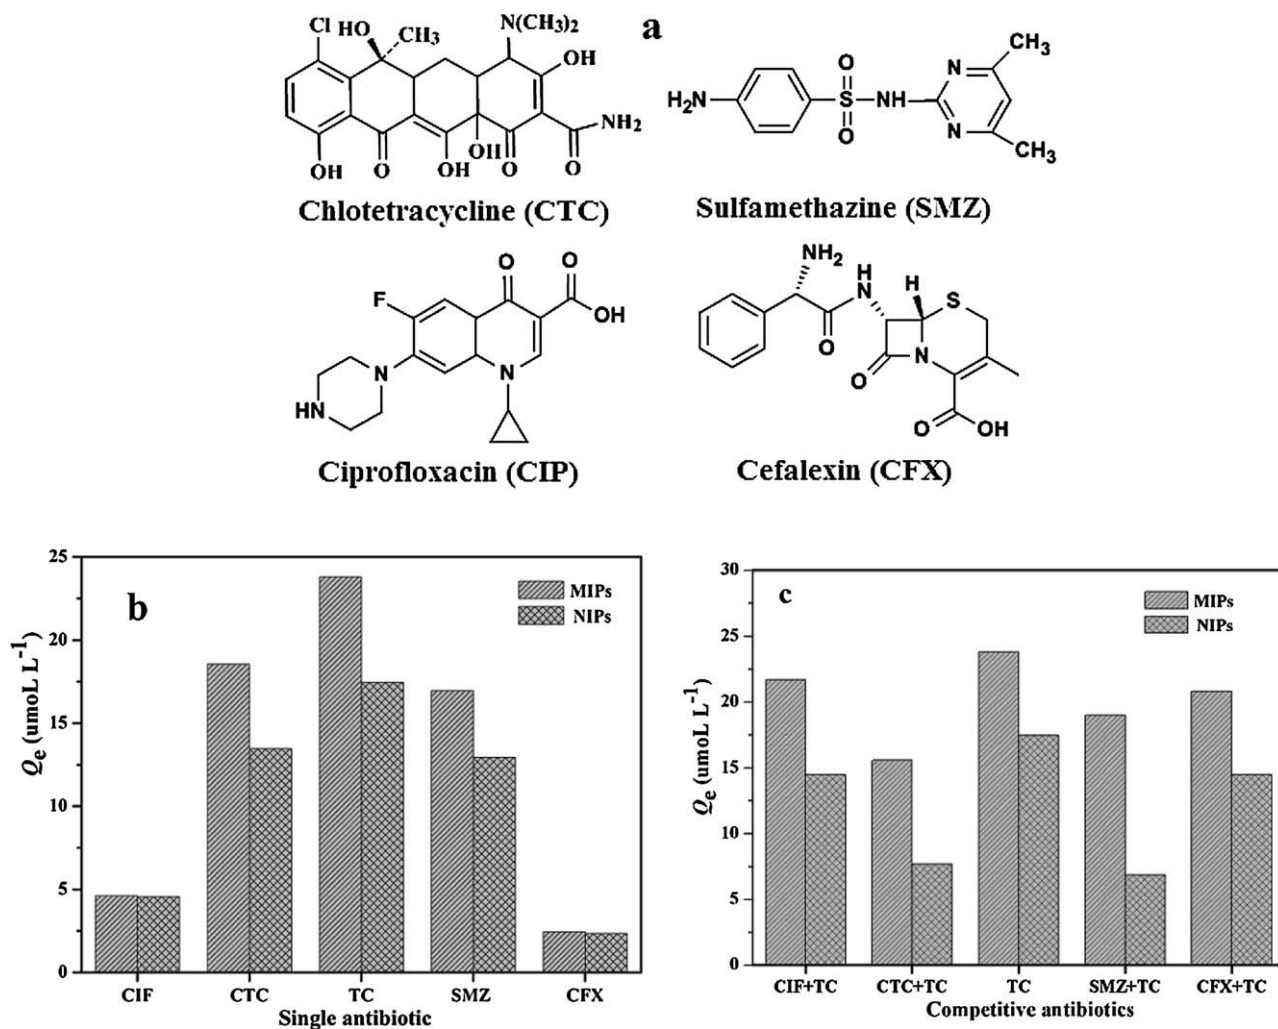 a
Cl
HO
CH3
N(CH3)2
OH
NH2
OH
O
OH
OH
O
O
Chlotetracycline (CTC)
H2N
O
S
O
NH
N
N
CH3
CH3
Sulfamethazine (SMZ)
O
O
F
OH
N
N
HN
Ciprofloxacin (CIP)
NH2
H
N
H
S
O
N
O
O
OH
Cefalexin (CFX)
b
MIPs
NIPs
Qe (umoL L-1)
25
20
15
10
5
0
CIF CTC TC SMZ CFX
Single antibiotic
c
MIPs
NIPs
Qe (umoL L-1)
30
25
20
15
10
5
0
CIF+TC CTC+TC TC SMZ+TC CFX+TC
Competitive antibiotics